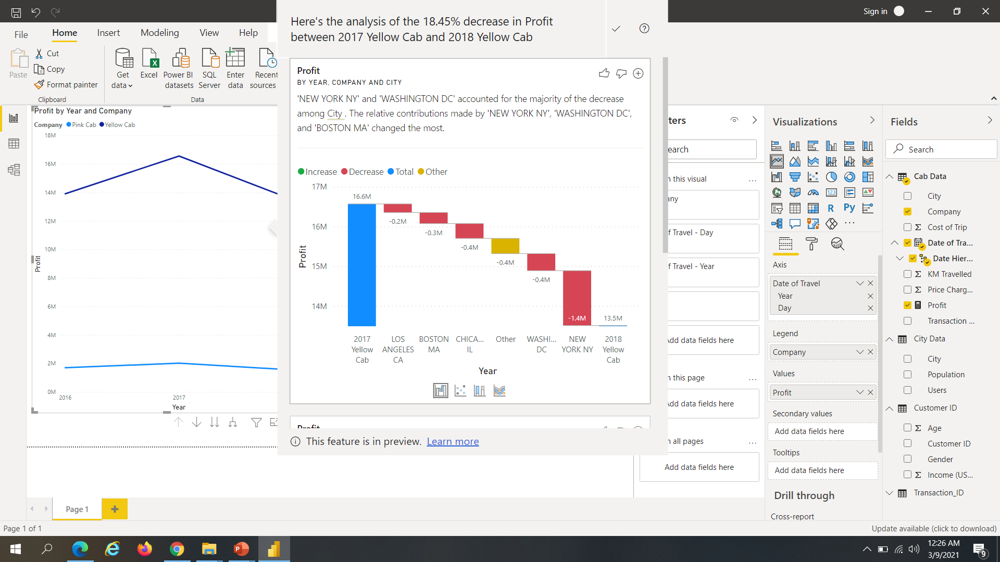 Sign in
File
Home
Insert
Modeling
View
Help
Paste
Cut
Copy
Format painter
Clipboard
Get data
Excel
Power BI datasets
SQL Server
Enter data
Recent sources
Data
Here's the analysis of the 18.45% decrease in Profit
between 2017 Yellow Cab and 2018 Yellow Cab
Profit
BY YEAR, COMPANY AND CITY
'NEW YORK NY' and 'WASHINGTON DC' accounted for the majority of the decrease
among City . The relative contributions made by 'NEW YORK NY', 'WASHINGTON DC',
and 'BOSTON MA' changed the most.
Increase Decrease Total Other
17M
16M
15M
14M
Profit
16.6M
-0.2M
-0.3M
-0.4M
-0.4M
-0.4M
-1.4M
13.5M
2017 Yellow Cab
LOS ANGELES CA
BOSTON MA
CHICA... IL
Other
WASHI... DC
NEW YORK NY
2018 Yellow Cab
Year
Profit
This feature is in preview. Learn more
Profit by Year and Company
Company Pink Cab Yellow Cab
18M
16M
14M
12M
10M
8M
6M
4M
2M
0M
Profit
2016
2017
Year
ters
earch
n this visual
...
ny
f Travel - Day
f Travel - Year
dd data fields here
n this page
...
dd data fields here
n all pages
...
Add data fields here
Visualizations
123
R
Py
...
Axis
Date of Travel
Year
Day
Legend
Company
Values
Profit
Secondary values
Add data fields here
Tooltips
Add data fields here
Drill through
Cross-report
Fields
Search
Cab Data
City
Company
Σ Cost of Trip
Date of Tra...
Date Hier...
Σ KM Travelled
Σ Price Charg...
Profit
Transaction ...
City Data
City
Population
Users
Customer ID
Σ Age
Customer ID
Gender
Σ Income (US...
Transaction_ID
Page 1
+
Page 1 of 1
Update available (click to download)
12:26 AM
3/9/2021
9